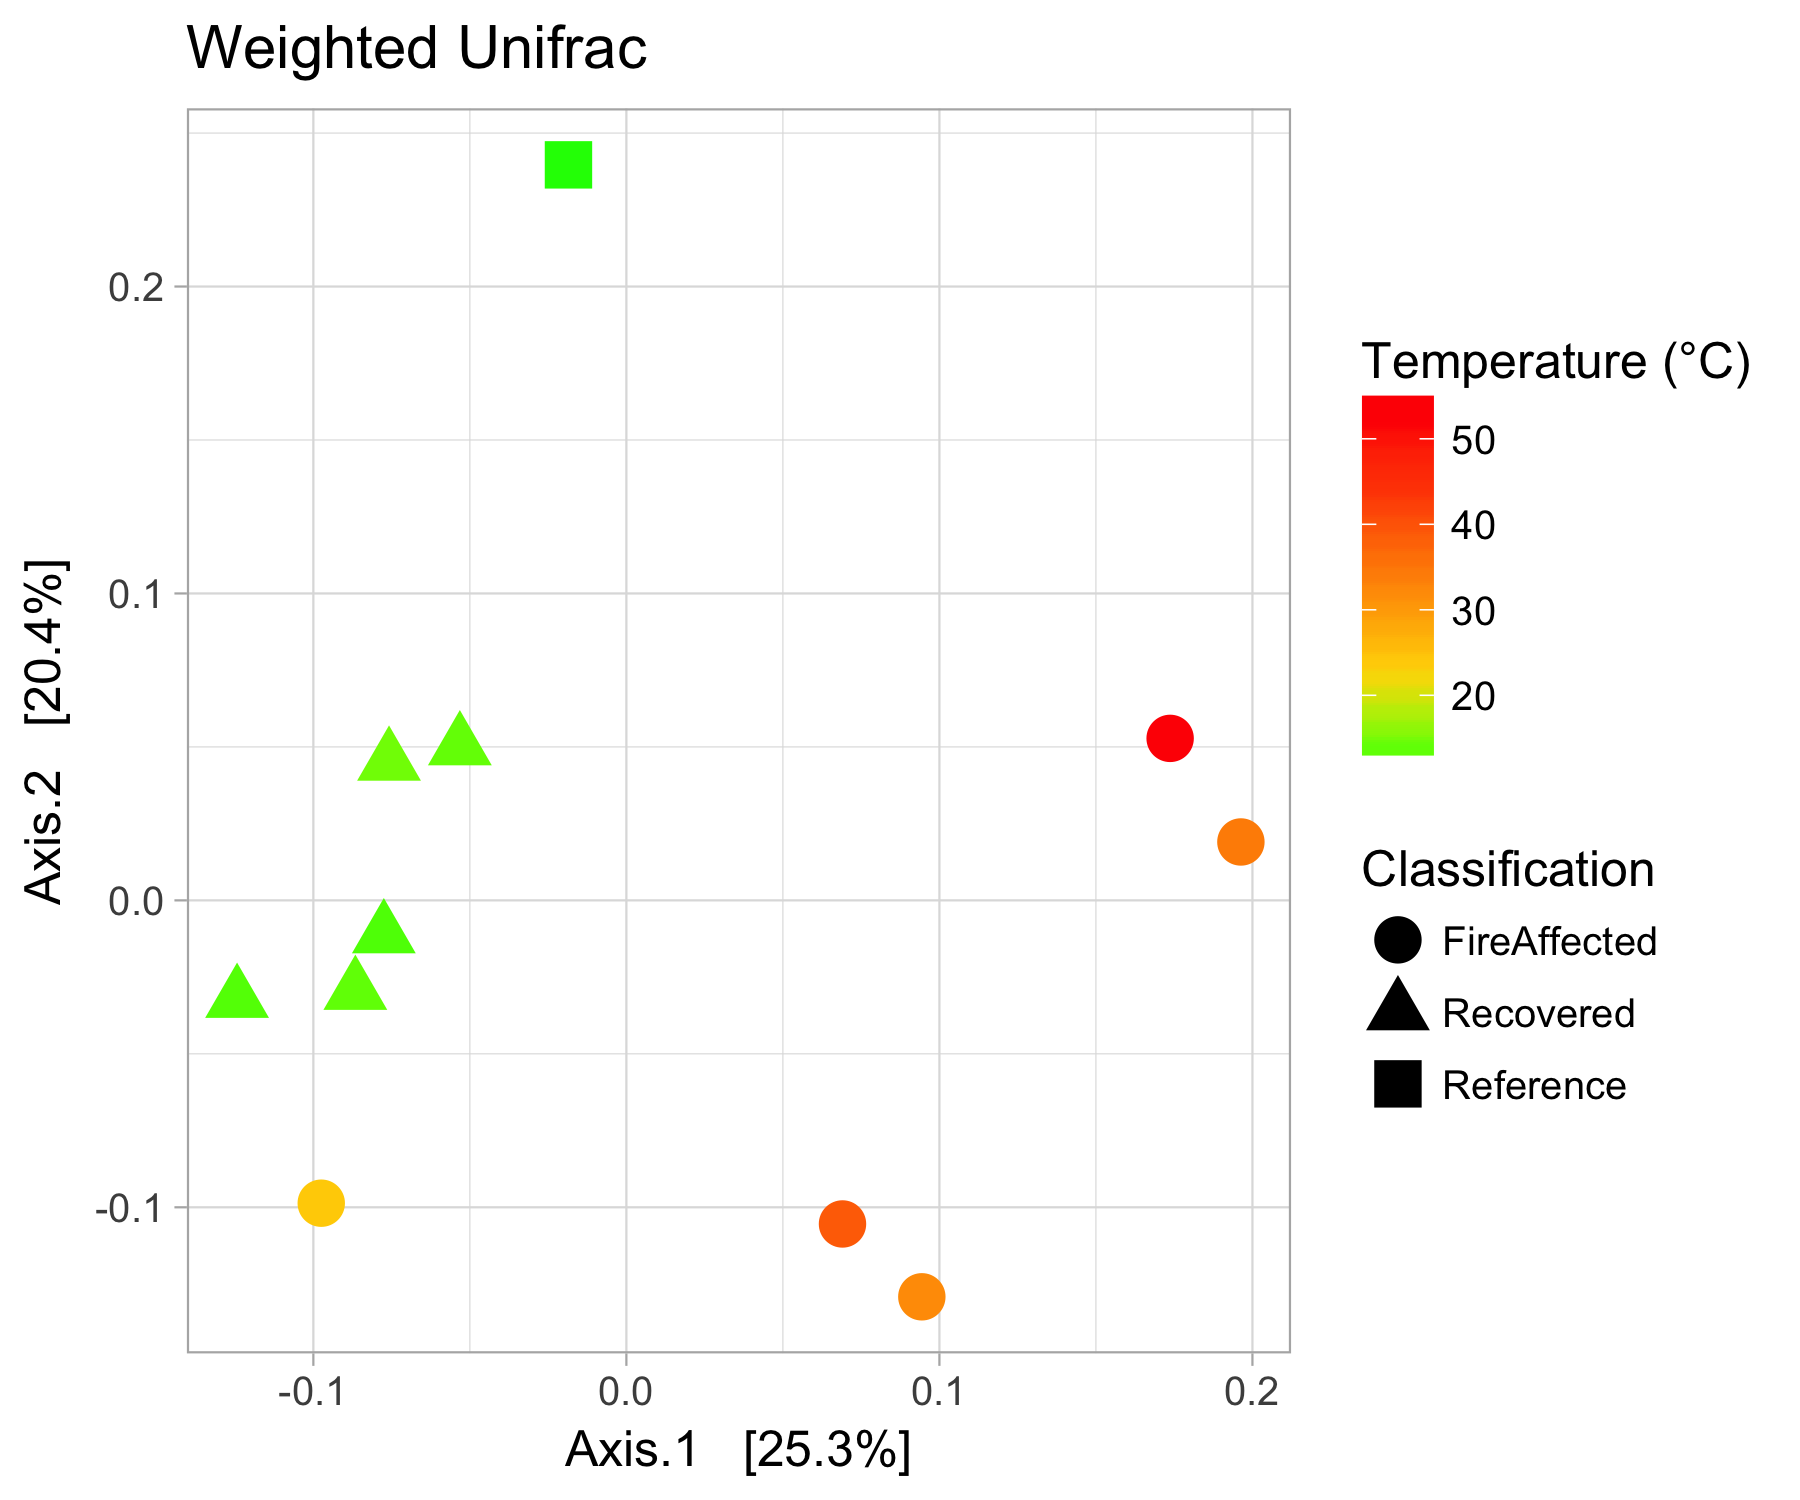 Weighted Unifrac
0.2
0.1
0.0
-0.1
Axis.2 [20.4%]
-0.1
0.0
0.1
0.2
Axis.1 [25.3%]
Temperature (°C)
50
40
30
20
Classification
FireAffected
Recovered
Reference